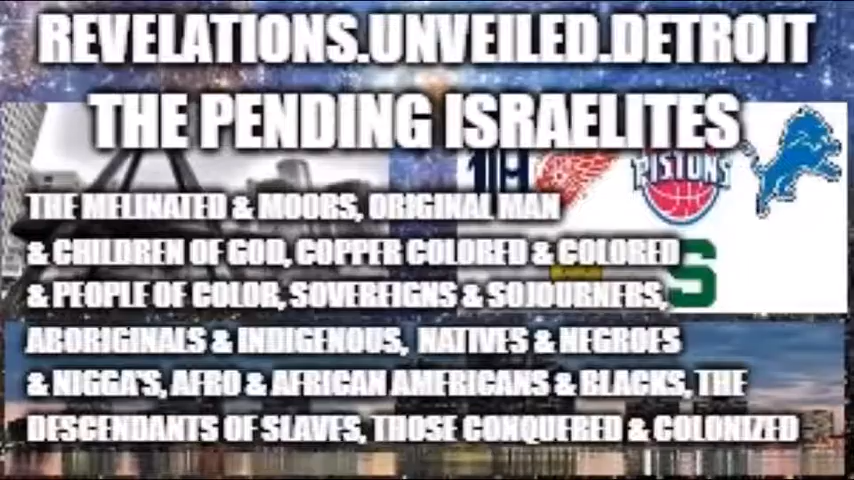 REVELATIONS.UNVEILED.DETROIT
THE PENDING ISRAELITES
PISTONS
THE MELINATED & MOORS, ORIGINAL MAN
& CHILDREN OF GOD, COPPER COLORED & COLORED
& PEOPLE OF COLOR, SOVEREIGNS & SOJOURNERS,
S
ABORIGINALS & INDIGENOUS, NATIVES & NEGROES
& NIGGA'S, AFRO & AFRICAN AMERICANS & BLACKS, THE
DESCENDANTS OF SLAVES, THOSE CONQUERED & COLONIZED